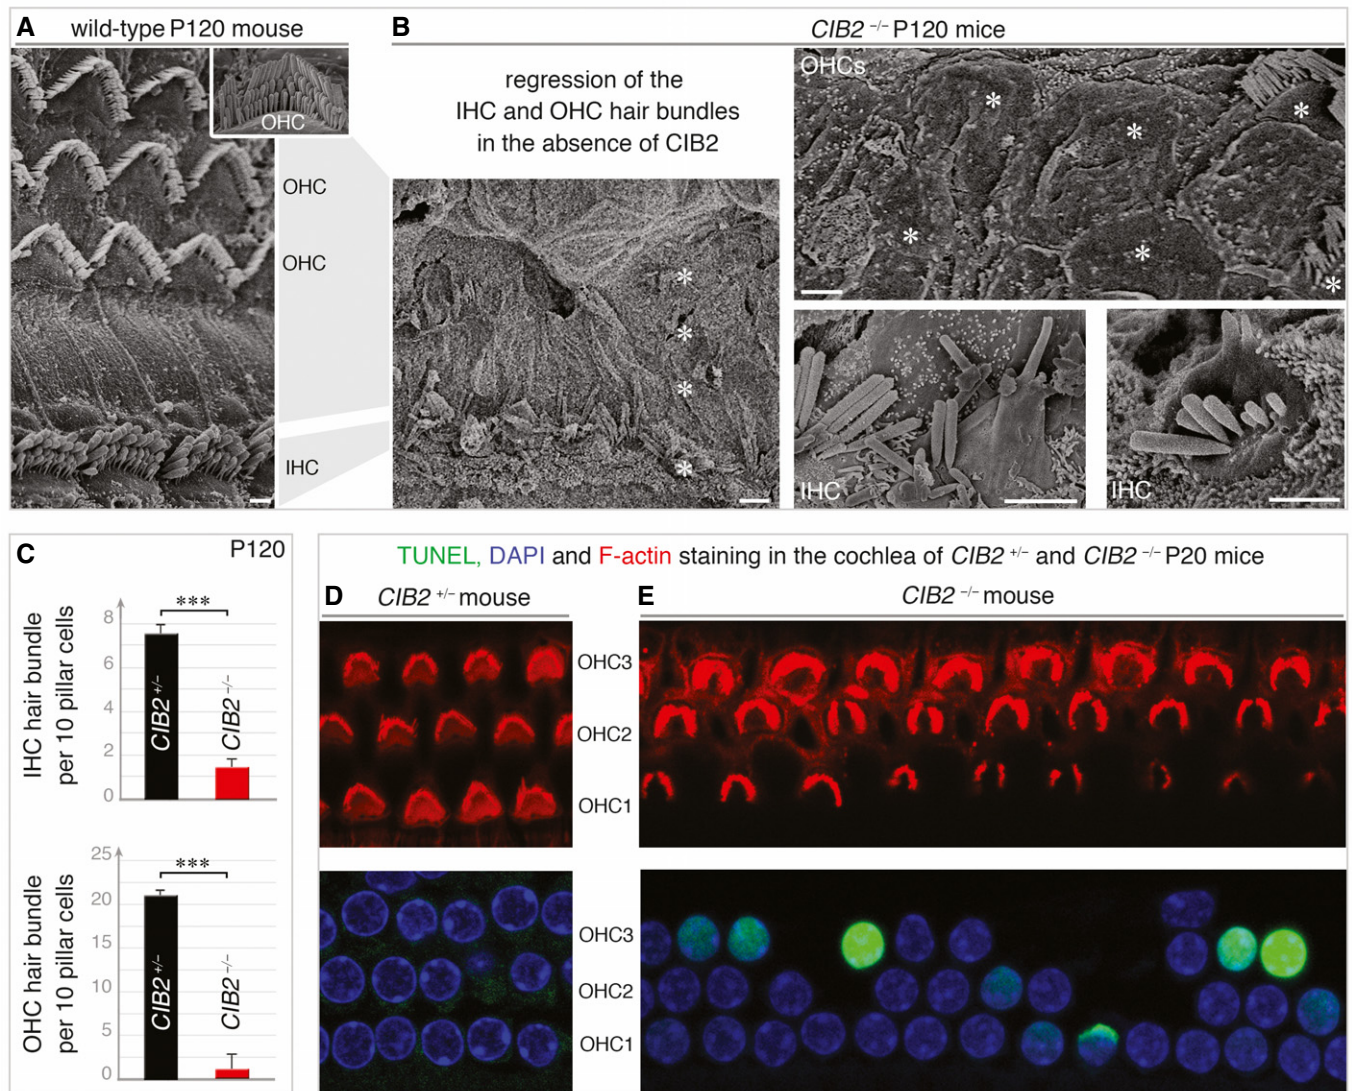 A wild-type P120 mouse
OHC
OHC
OHC
IHC
B CIB2 −/− P120 mice
regression of the
IHC and OHC hair bundles
in the absence of CIB2
*
*
*
*
OHCs
*
*
*
*
*
*
IHC
IHC
C P120
IHC hair bundle
per 10 pillar cells
8
6
4
2
0
***
CIB2+/−
CIB2−/−
OHC hair bundle
per 10 pillar cells
25
20
15
10
5
0
***
CIB2+/−
CIB2−/−
TUNEL, DAPI and F-actin staining in the cochlea of CIB2 +/− and CIB2 −/− P20 mice
D CIB2 +/− mouse
E CIB2 −/− mouse
OHC3
OHC2
OHC1
OHC3
OHC2
OHC1